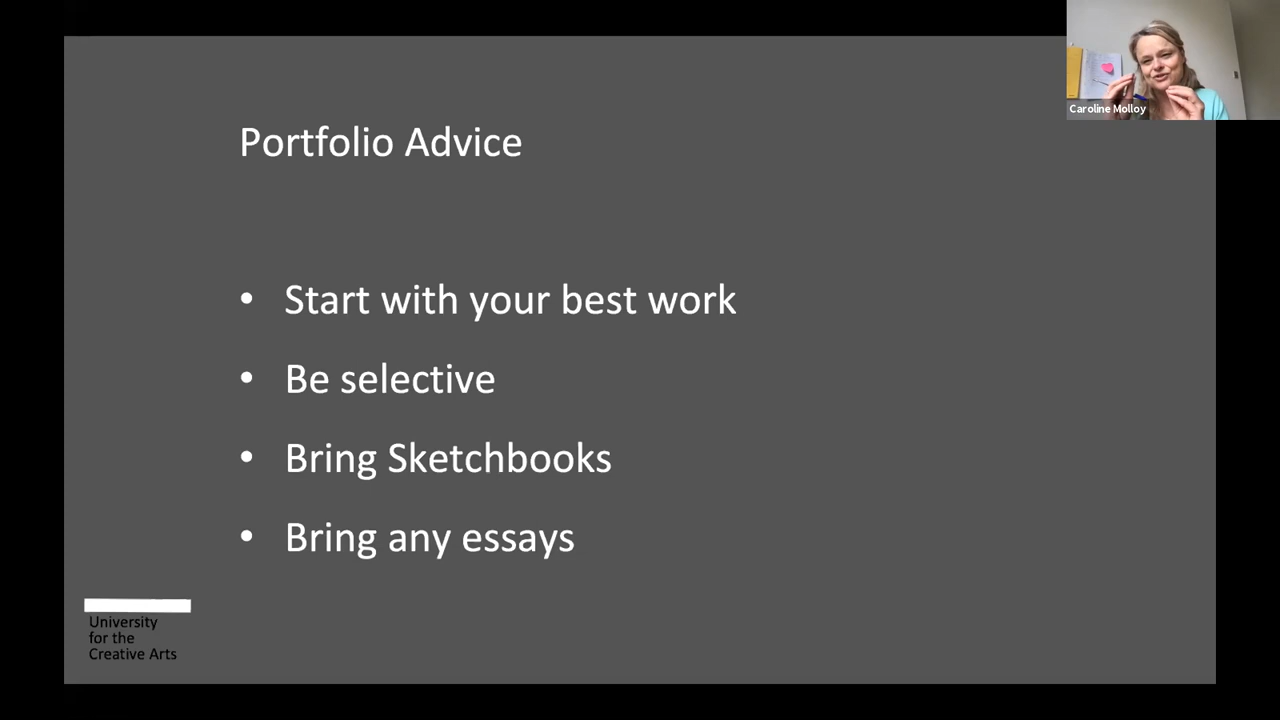 Caroline Molloy
Portfolio Advice
• Start with your best work
• Be selective
• Bring Sketchbooks
• Bring any essays
University
for the
Creative Arts